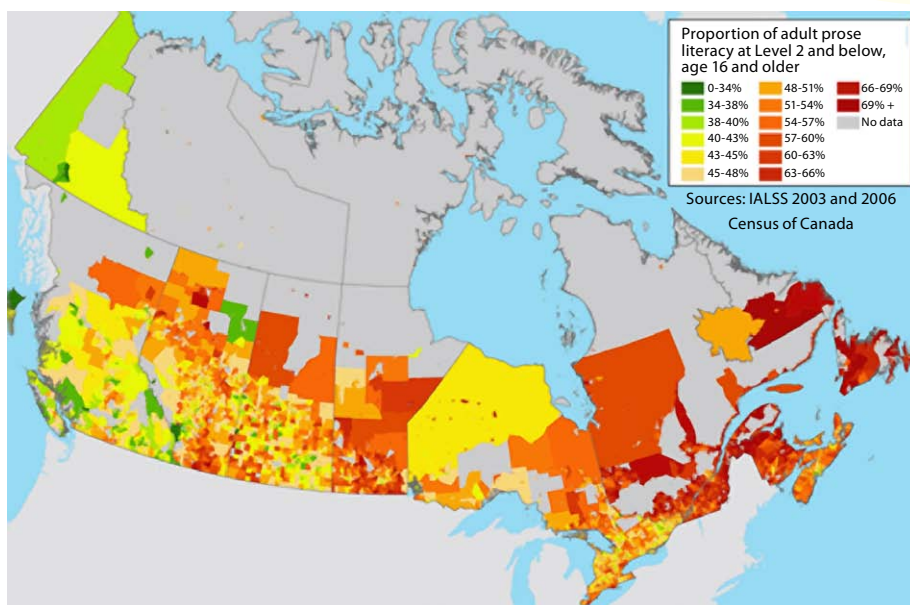 Proportion of adult prose
literacy at Level 2 and below,
age 16 and older
0-34%
34-38%
38-40%
40-43%
43-45%
45-48%
48-51%
51-54%
54-57%
57-60%
60-63%
63-66%
66-69%
69% +
No data
Sources: IALSS 2003 and 2006
Census of Canada